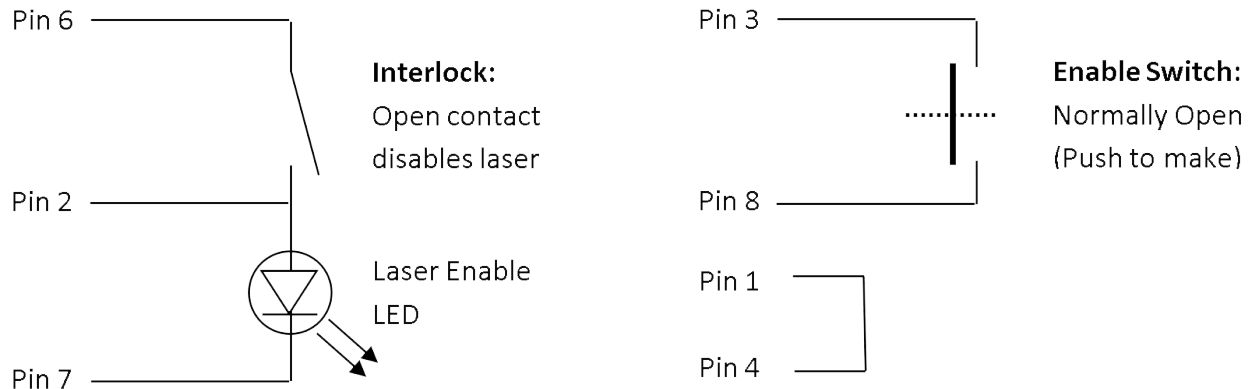 Pin 6
Interlock:
Open contact
disables laser
Pin 2
Laser Enable
LED
Pin 7
Pin 3
Enable Switch:
Normally Open
(Push to make)
Pin 8
Pin 1
Pin 4